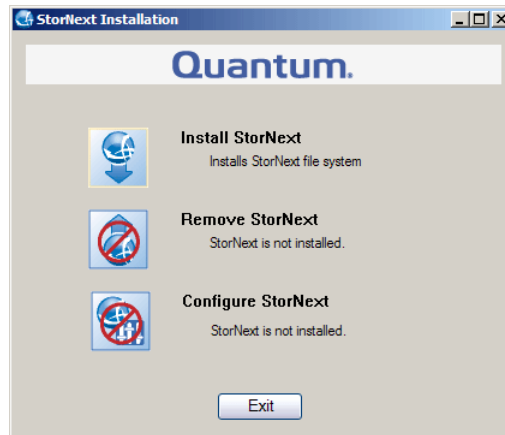 StorNext Installation
Quantum.
Install StorNext
Installs StorNext file system
Remove StorNext
StorNext is not installed.
Configure StorNext
StorNext is not installed.
Exit